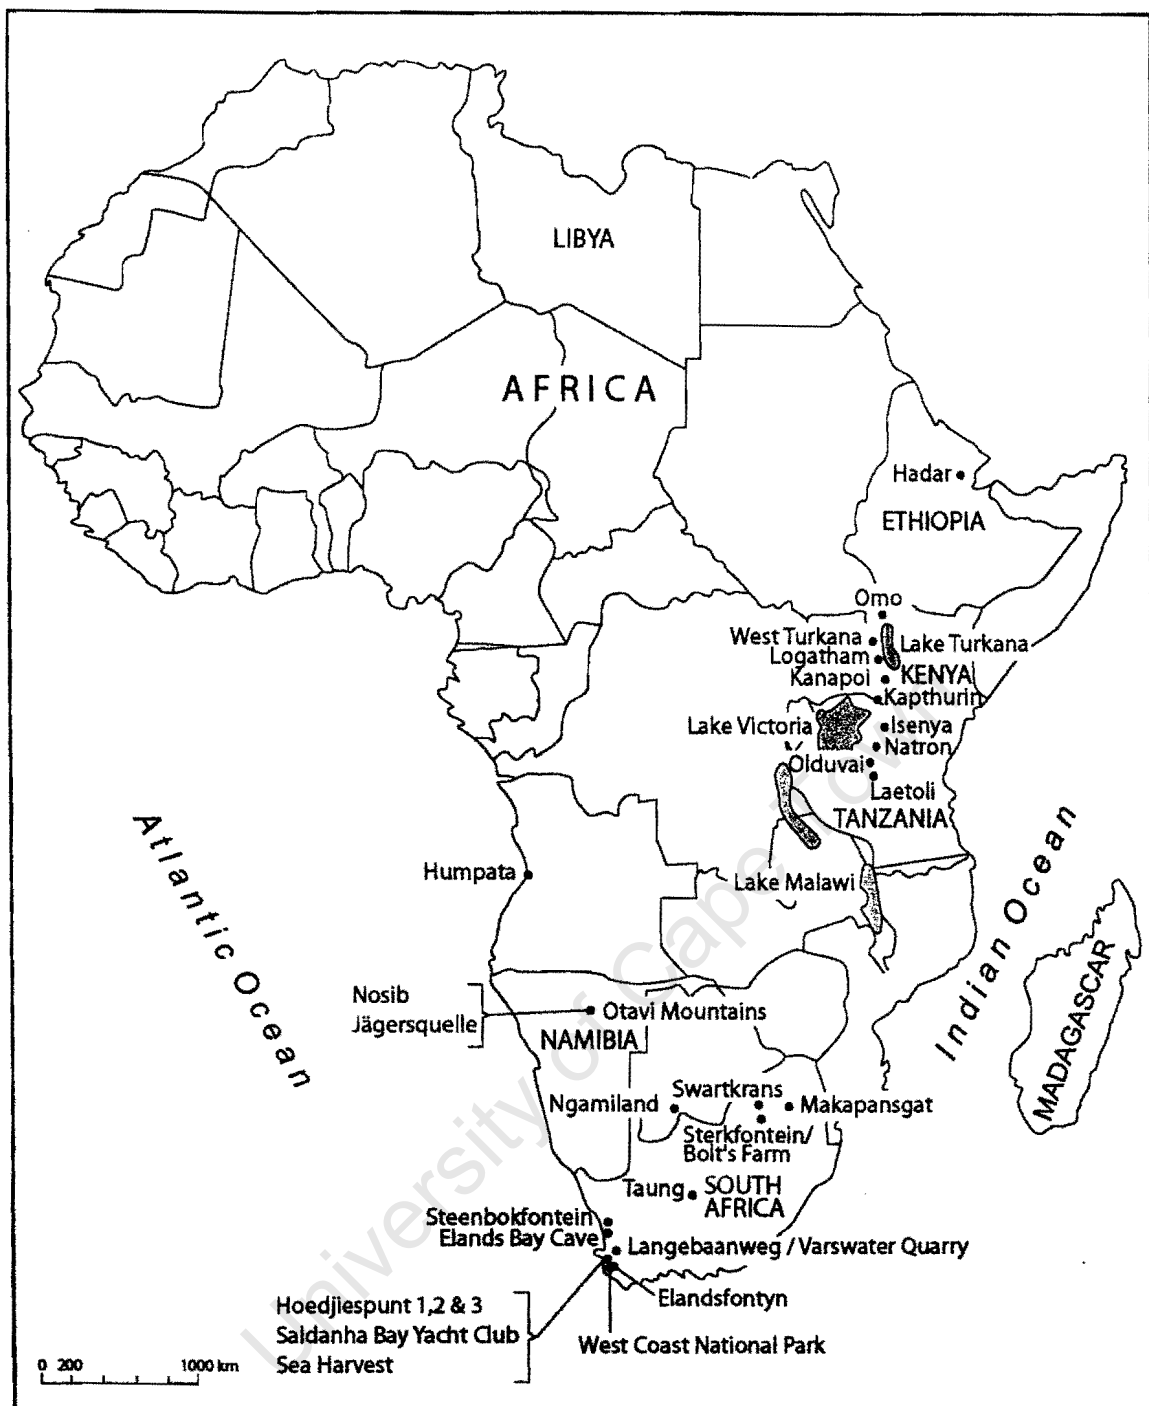 LIBYA
AFRICA
Hadar
ETHIOPIA
Omo
West Turkana
Lake Turkana
Logatham
Kanapoi
KENYA
Kapthurin
Lake Victoria
Isenya
Natron
Olduvai
Laetoli
TANZANIA
Atlantic Ocean
Humpata
Lake Malawi
Indian Ocean
MADAGASCAR
Nosib
Jägersquelle
Otavi Mountains
NAMIBIA
Swartkrans
Ngamiland
Makapansgat
Sterkfontein/
Bolt's Farm
Taung
SOUTH
AFRICA
Steenbokfontein
Elands Bay Cave
Langebaanweg / Varswater Quarry
Elandsfontyn
Hoedjiespunt 1,2 & 3
Saldanha Bay Yacht Club
Sea Harvest
West Coast National Park
0 200 1000 km
University of Cape Town